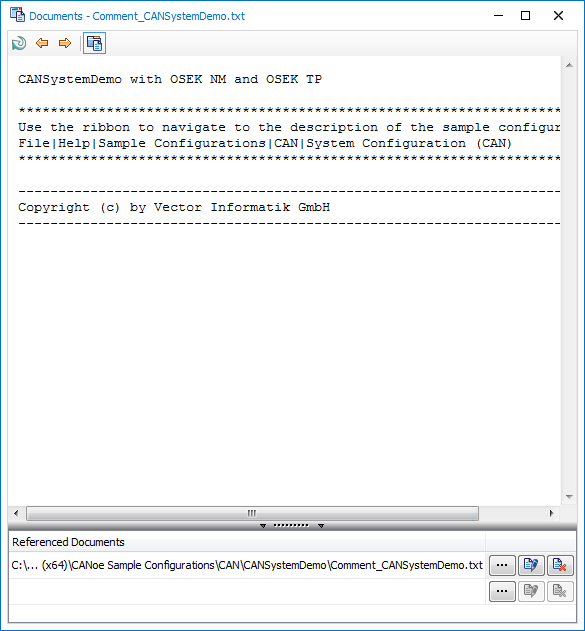 Documents - Comment_CANSystemDemo.txt
CANSystemDemo with OSEK NM and OSEK TP
********************************************************************
Use the ribbon to navigate to the description of the sample configur
File|Help|Sample Configurations|CAN|System Configuration (CAN)
********************************************************************
--------------------------------------------------------------------
Copyright (c) by Vector Informatik GmbH
--------------------------------------------------------------------
Referenced Documents
C:\... (x64)\CANoe Sample Configurations\CAN\CANSystemDemo\Comment_CANSystemDemo.txt ...
...